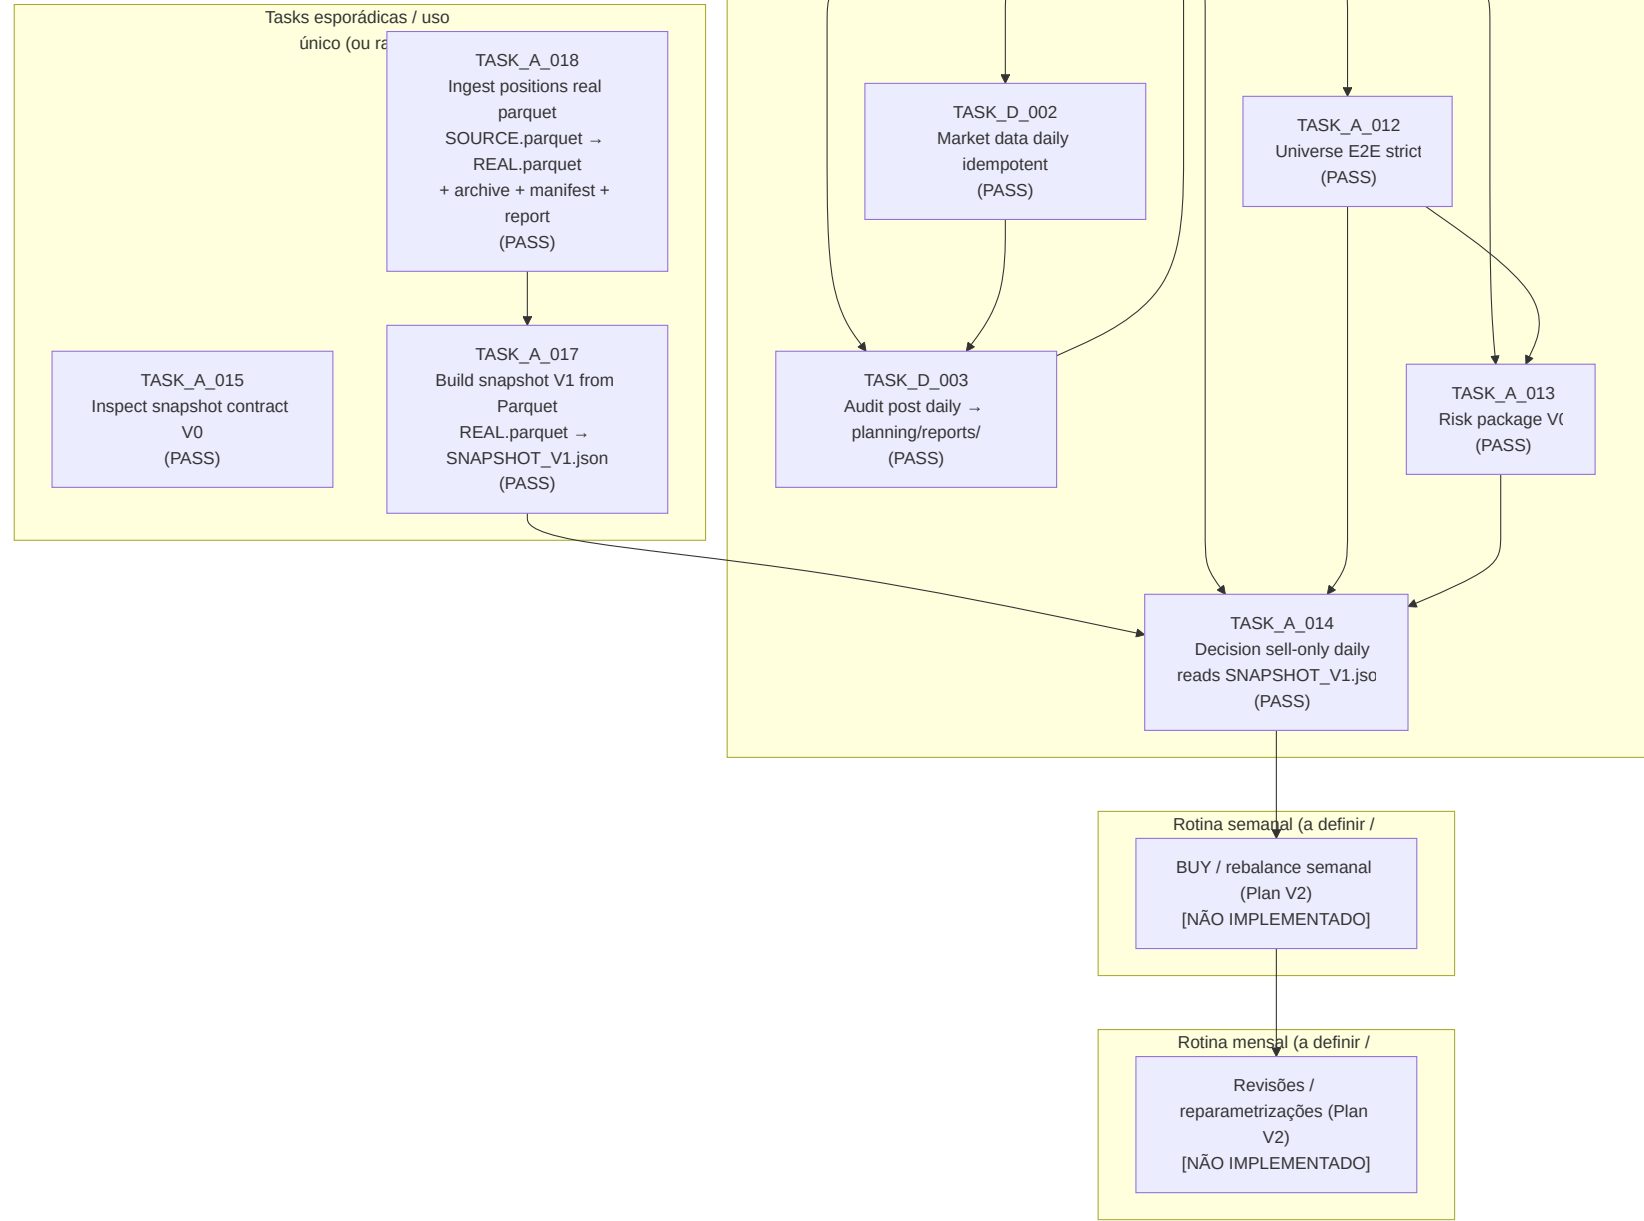 Tasks esporádicas / uso
único (ou
TASK_A_018
Ingest positions real
parquet
SOURCE.parquet →
REAL.parquet
+ archive + manifest +
report
(PASS)
TASK_A_015
Inspect snapshot contract
V0
(PASS)
TASK_A_017
Build snapshot V1 from
Parquet
REAL.parquet →
SNAPSHOT_V1.json
(PASS)
TASK_D_002
Market data daily
idempotent
(PASS)
TASK_A_012
Universe E2E strict
(PASS)
TASK_D_003
Audit post daily →
planning/reports/
(PASS)
TASK_A_013
Risk package V0
(PASS)
TASK_A_014
Decision sell-only daily
reads SNAPSHOT_V1.jso
(PASS)
Rotina semanal (a definir /
BUY / rebalance semanal
(Plan V2)
[NÃO IMPLEMENTADO]
Rotina mensal (a definir /
Revisões /
reparametrizações (Plan
V2)
[NÃO IMPLEMENTADO]